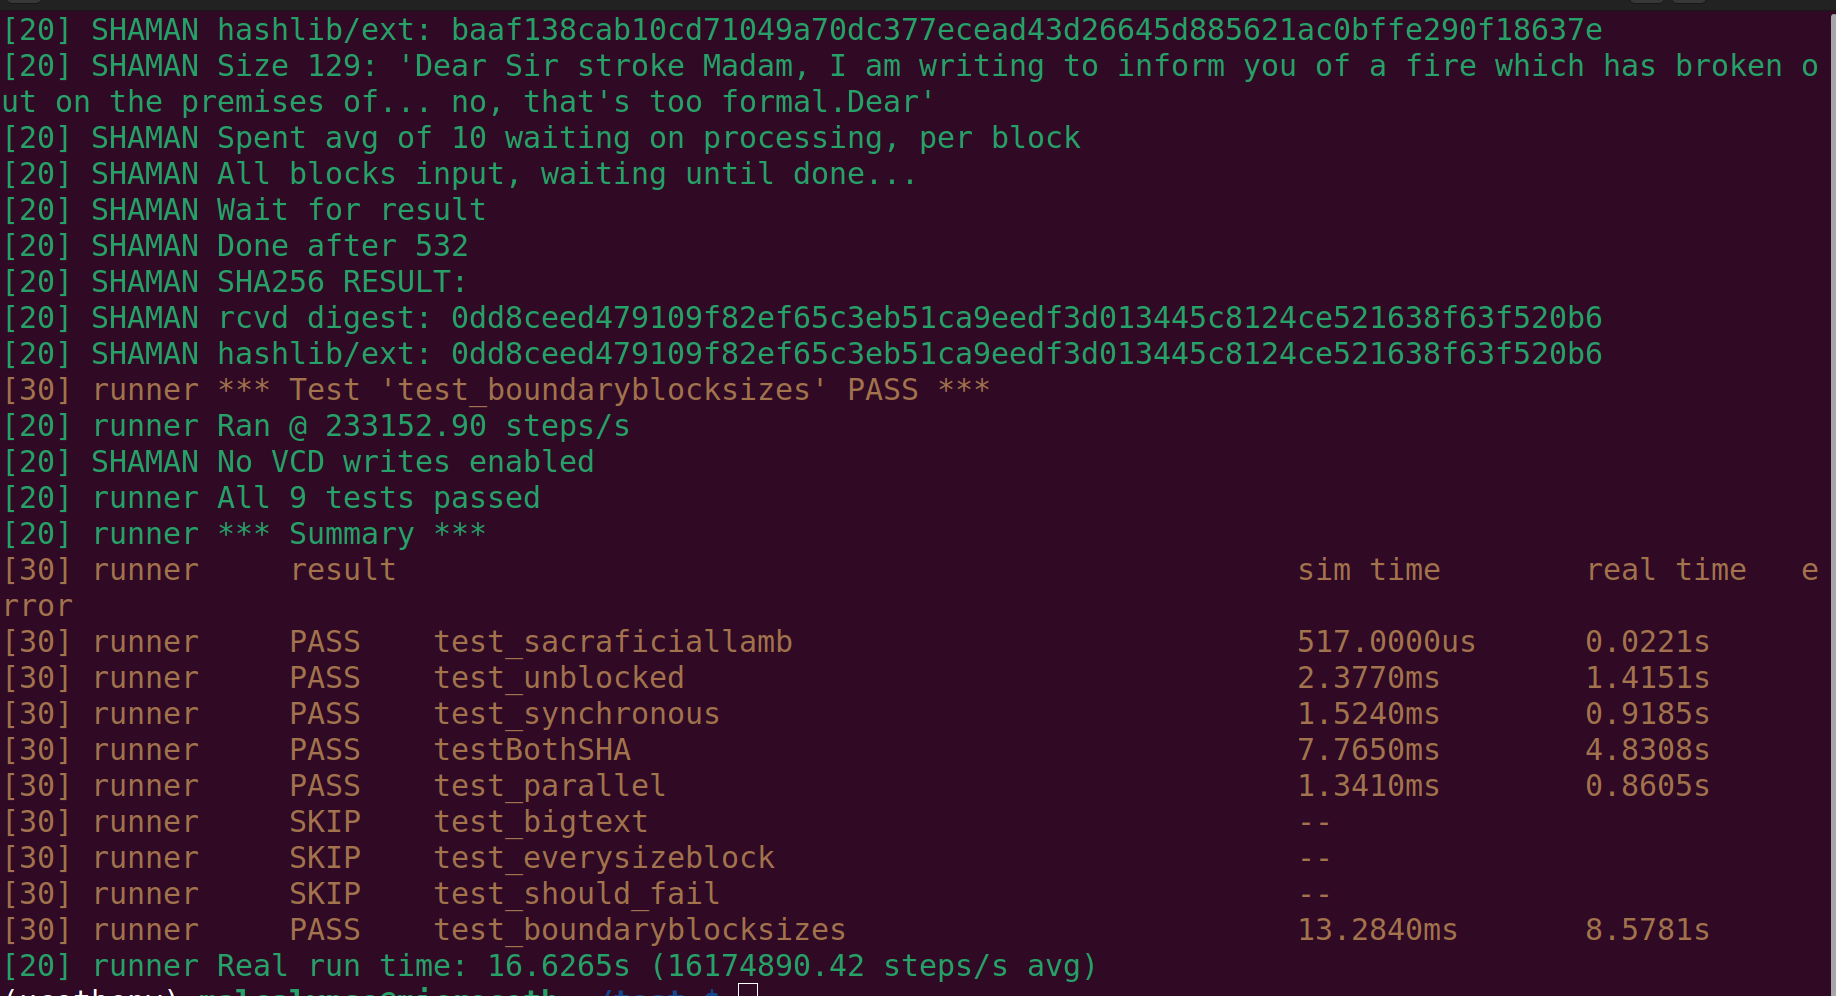 [20] SHAMAN hashlib/ext: baaf138cab10cd71049a70dc377ecead43d26645d885621ac0bffe290f18637e
[20] SHAMAN Size 129: 'Dear Sir stroke Madam, I am writing to inform you of a fire which has broken o
ut on the premises of... no, that's too formal.Dear'
[20] SHAMAN Spent avg of 10 waiting on processing, per block
[20] SHAMAN All blocks input, waiting until done...
[20] SHAMAN Wait for result
[20] SHAMAN Done after 532
[20] SHAMAN SHA256 RESULT:
[20] SHAMAN rcvd digest: 0dd8ceed479109f82ef65c3eb51ca9eedf3d013445c8124ce521638f63f520b6
[20] SHAMAN hashlib/ext: 0dd8ceed479109f82ef65c3eb51ca9eedf3d013445c8124ce521638f63f520b6
[30] runner *** Test 'test_boundaryblocksizes' PASS ***
[20] runner Ran @ 233152.90 steps/s
[20] SHAMAN No VCD writes enabled
[20] runner All 9 tests passed
[20] runner *** Summary ***
[30] runner     result                                                  sim time        real time   e
rror
[30] runner     PASS    test_sacraficiallamb                            517.0000us      0.0221s
[30] runner     PASS    test_unblocked                                  2.3770ms        1.4151s
[30] runner     PASS    test_synchronous                                1.5240ms        0.9185s
[30] runner     PASS    testBothSHA                                     7.7650ms        4.8308s
[30] runner     PASS    test_parallel                                   1.3410ms        0.8605s
[30] runner     SKIP    test_bigtext                                    --
[30] runner     SKIP    test_everysizeblock                             --
[30] runner     SKIP    test_should_fail                                --
[30] runner     PASS    test_boundaryblocksizes                         13.2840ms       8.5781s
[20] runner Real run time: 16.6265s (16174890.42 steps/s avg)